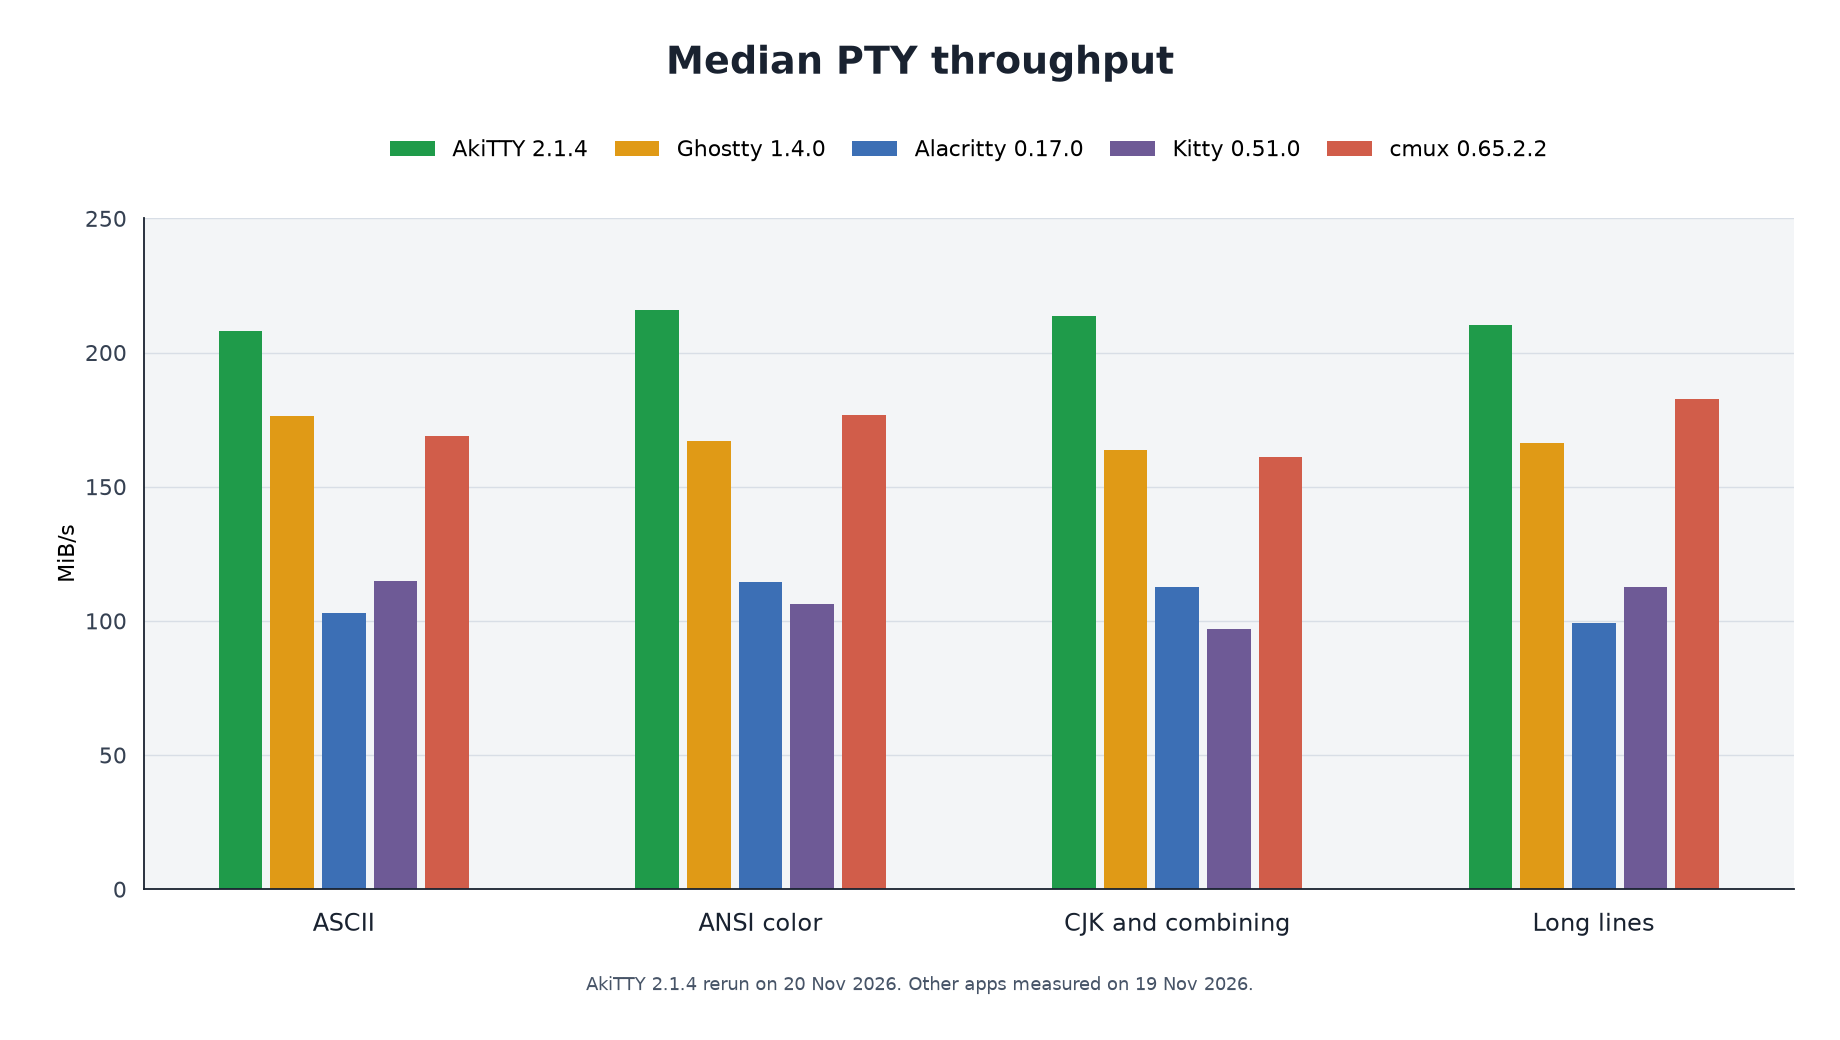 Median PTY throughput
AkiTTY 2.1.4 Ghostty 1.4.0 Alacritty 0.17.0 Kitty 0.51.0 cmux 0.65.2.2
MiB/s
250
200
150
100
50
0
ASCII ANSI color CJK and combining Long lines
AkiTTY 2.1.4 rerun on 20 Nov 2026. Other apps measured on 19 Nov 2026.